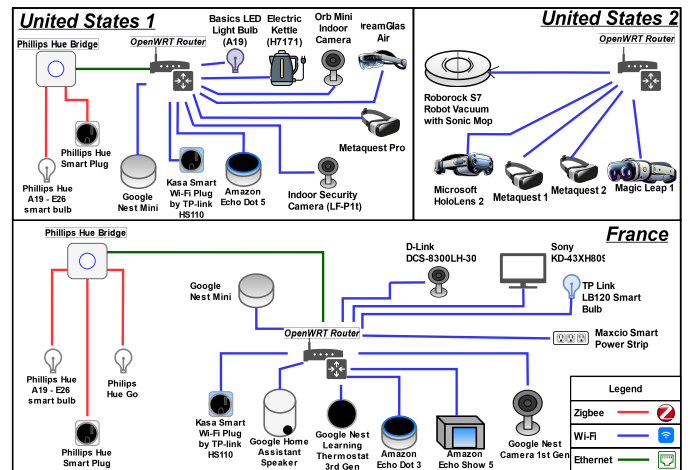 United States 1
Phillips Hue Bridge
OpenWRT Router
Basics LED
Light Bulb
(A19)
Electric
Kettle
(H7171)
Orb Mini
Indoor
Camera
reamGlas
Air
Metaquest Pro
Phillips Hue
Smart Plug
Phillips Hue
A19 - E26
smart bulb
Google
Nest Mini
Kasa Smart
Wi-Fi Plug
by TP-link
HS110
Amazon
Echo Dot 5
Indoor Security
Camera (LF-P1t)
United States 2
OpenWRT Router
Roborock S7
Robot Vacuum
with Sonic Mop
Microsoft
HoloLens 2
Metaquest 1
Metaquest 2
Magic Leap 1
France
Phillips Hue Bridge
Google
Nest Mini
D-Link
DCS-8300LH-30
Sony
KD-43XH809
TP Link
LB120 Smart
Bulb
OpenWRT Router
Maxcio Smart
Power Strip
Phillips Hue
A19 - E26
smart bulb
Phillips
Hue Go
Phillips Hue
Smart Plug
Kasa Smart
Wi-Fi Plug
by TP-link
HS110
Google Home
Assistant
Speaker
Google Nest
Learning
Thermostat
3rd Gen
Amazon
Echo Dot 3
Amazon
Echo Show 5
Google Nest
Camera 1st Gen
Legend
Zigbee
Wi-Fi
Ethernet